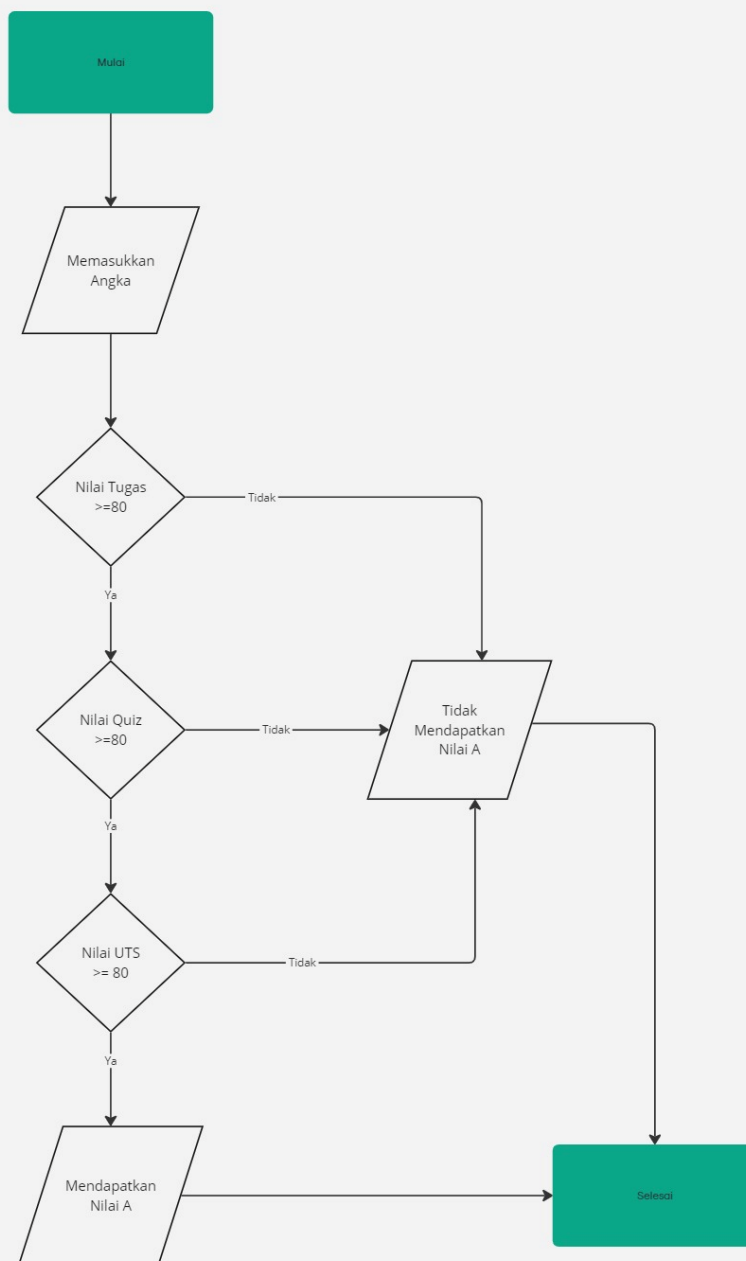 Mulai
Memasukkan
Angka
Nilai Tugas
>=80
Tidak
Ya
Nilai Quiz
>=80
Tidak
Tidak
Mendapatkan
Nilai A
Ya
Nilai UTS
>= 80
Tidak
Ya
Mendapatkan
Nilai A
Selesai